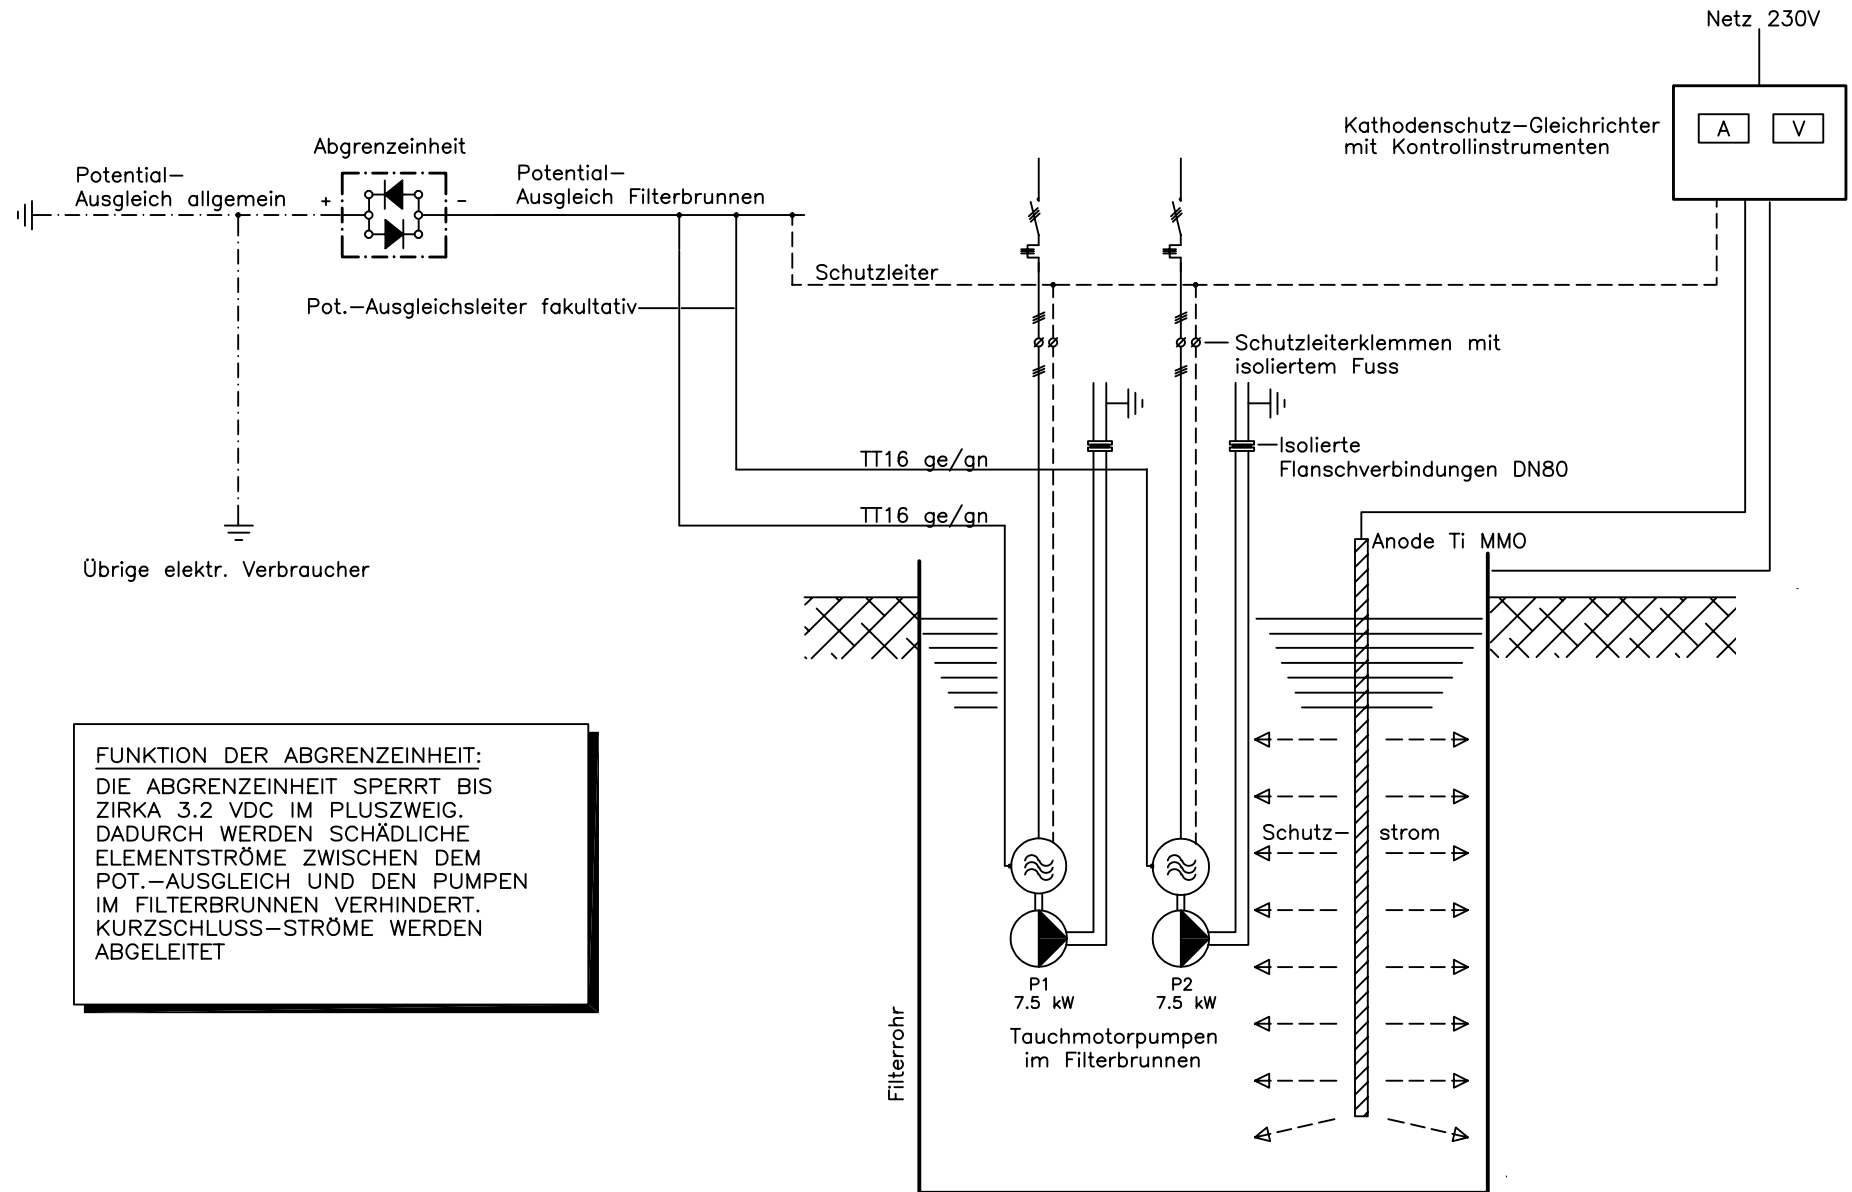 Netz 230V
Kathodenschutz-Gleichrichter
mit Kontrollinstrumenten
A
V
Abgrenzeinheit
Potential-
Ausgleich allgemein
+
-
Potential-
Ausgleich Filterbrunnen
Schutzleiter
Pot.-Ausgleichsleiter fakultativ
Schutzleiterklemmen mit
isoliertem Fuss
Isolierte
Flanschverbindungen DN80
TT16 ge/gn
TT16 ge/gn
Anode Ti MMO
Übrige elektr. Verbraucher
FUNKTION DER ABGRENZEINHEIT:
DIE ABGRENZEINHEIT SPERRT BIS
ZIRKA 3.2 VDC IM PLUSZWEIG.
DADURCH WERDEN SCHÄDLICHE
ELEMENTSTRÖME ZWISCHEN DEM
POT.-AUSGLEICH UND DEN PUMPEN
IM FILTERBRUNNEN VERHINDERT.
KURZSCHLUSS-STRÖME WERDEN
ABGELEITET
Schutz- strom
P1
7.5 kW
P2
7.5 kW
Tauchmotorpumpen
im Filterbrunnen
Filterrohr